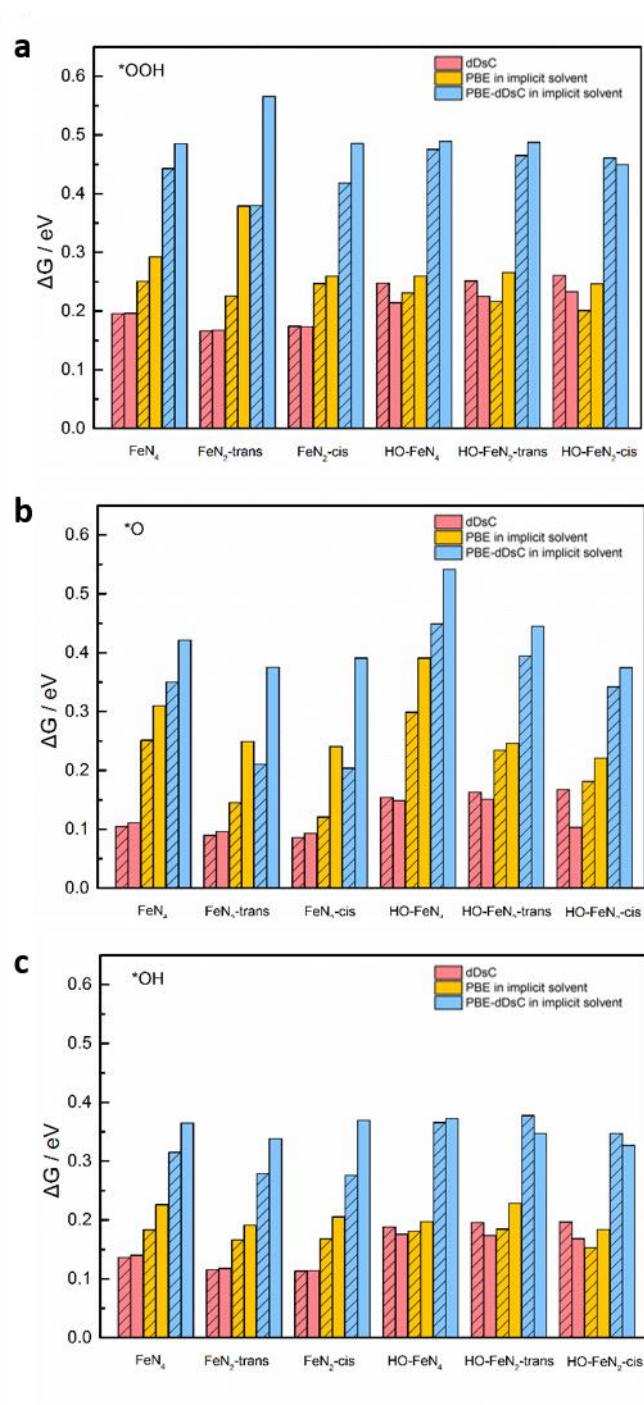 a
*OOH
dDsC
PBE in implicit solvent
PBE-dDsC in implicit solvent
0.6
0.5
0.4
0.3
0.2
0.1
0.0
ΔG / eV
FeN₄ FeN₂-trans FeN₂-cis HO-FeN₄ HO-FeN₂-trans HO-FeN₂-cis
b
*O
dDsC
PBE in implicit solvent
PBE-dDsC in implicit solvent
0.6
0.5
0.4
0.3
0.2
0.1
0.0
ΔG / eV
FeN₄ FeN₂-trans FeN₂-cis HO-FeN₄ HO-FeN₂-trans HO-FeN₂-cis
c
*OH
dDsC
PBE in implicit solvent
PBE-dDsC in implicit solvent
0.6
0.5
0.4
0.3
0.2
0.1
0.0
ΔG / eV
FeN₄ FeN₂-trans FeN₂-cis HO-FeN₄ HO-FeN₂-trans HO-FeN₂-cis